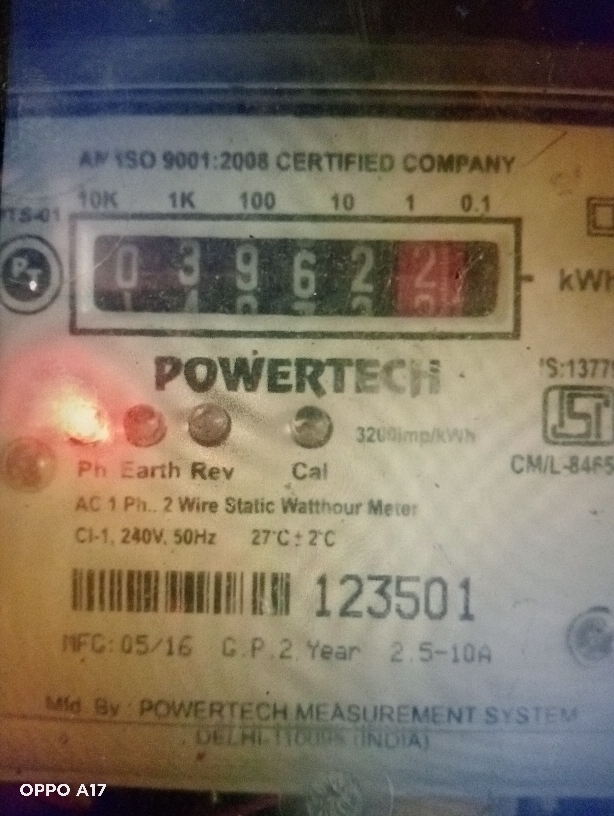 AN ISO 9001:2008 CERTIFIED COMPANY
10K 1K 100 10 1 0.1
TS-01
PT
0 3 9 6 2 2
kWh
POWERTECH
3200imp/kWh
Ph Earth Rev Cal
CM/L-8465
AC 1 Ph.. 2 Wire Static Watthour Meter
Cl-1, 240V, 50Hz 27°C ± 2°C
123501
MFG: 05/16 G.P.2 Year 2.5-10A
Mfd. By : POWERTECH MEASUREMENT SYSTEM
DELHI (INDIA)
OPPO A17